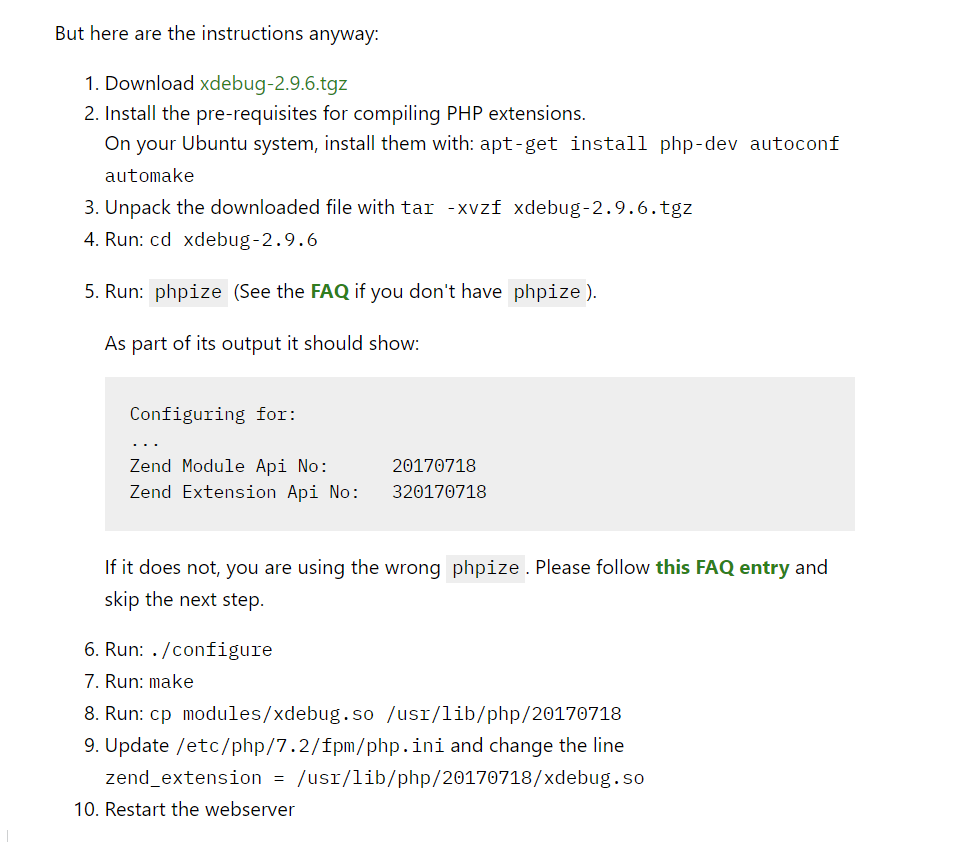 But here are the instructions anyway:
1. Download xdebug-2.9.6.tgz
2. Install the pre-requisites for compiling PHP extensions.
On your Ubuntu system, install them with: apt-get install php-dev autoconf
automake
3. Unpack the downloaded file with tar -xvzf xdebug-2.9.6.tgz
4. Run: cd xdebug-2.9.6
5. Run: phpize (See the FAQ if you don't have phpize).
As part of its output it should show:
Configuring for:
...
Zend Module Api No:      20170718
Zend Extension Api No:   320170718
If it does not, you are using the wrong phpize. Please follow this FAQ entry and
skip the next step.
6. Run: ./configure
7. Run: make
8. Run: cp modules/xdebug.so /usr/lib/php/20170718
9. Update /etc/php/7.2/fpm/php.ini and change the line
zend_extension = /usr/lib/php/20170718/xdebug.so
10. Restart the webserver